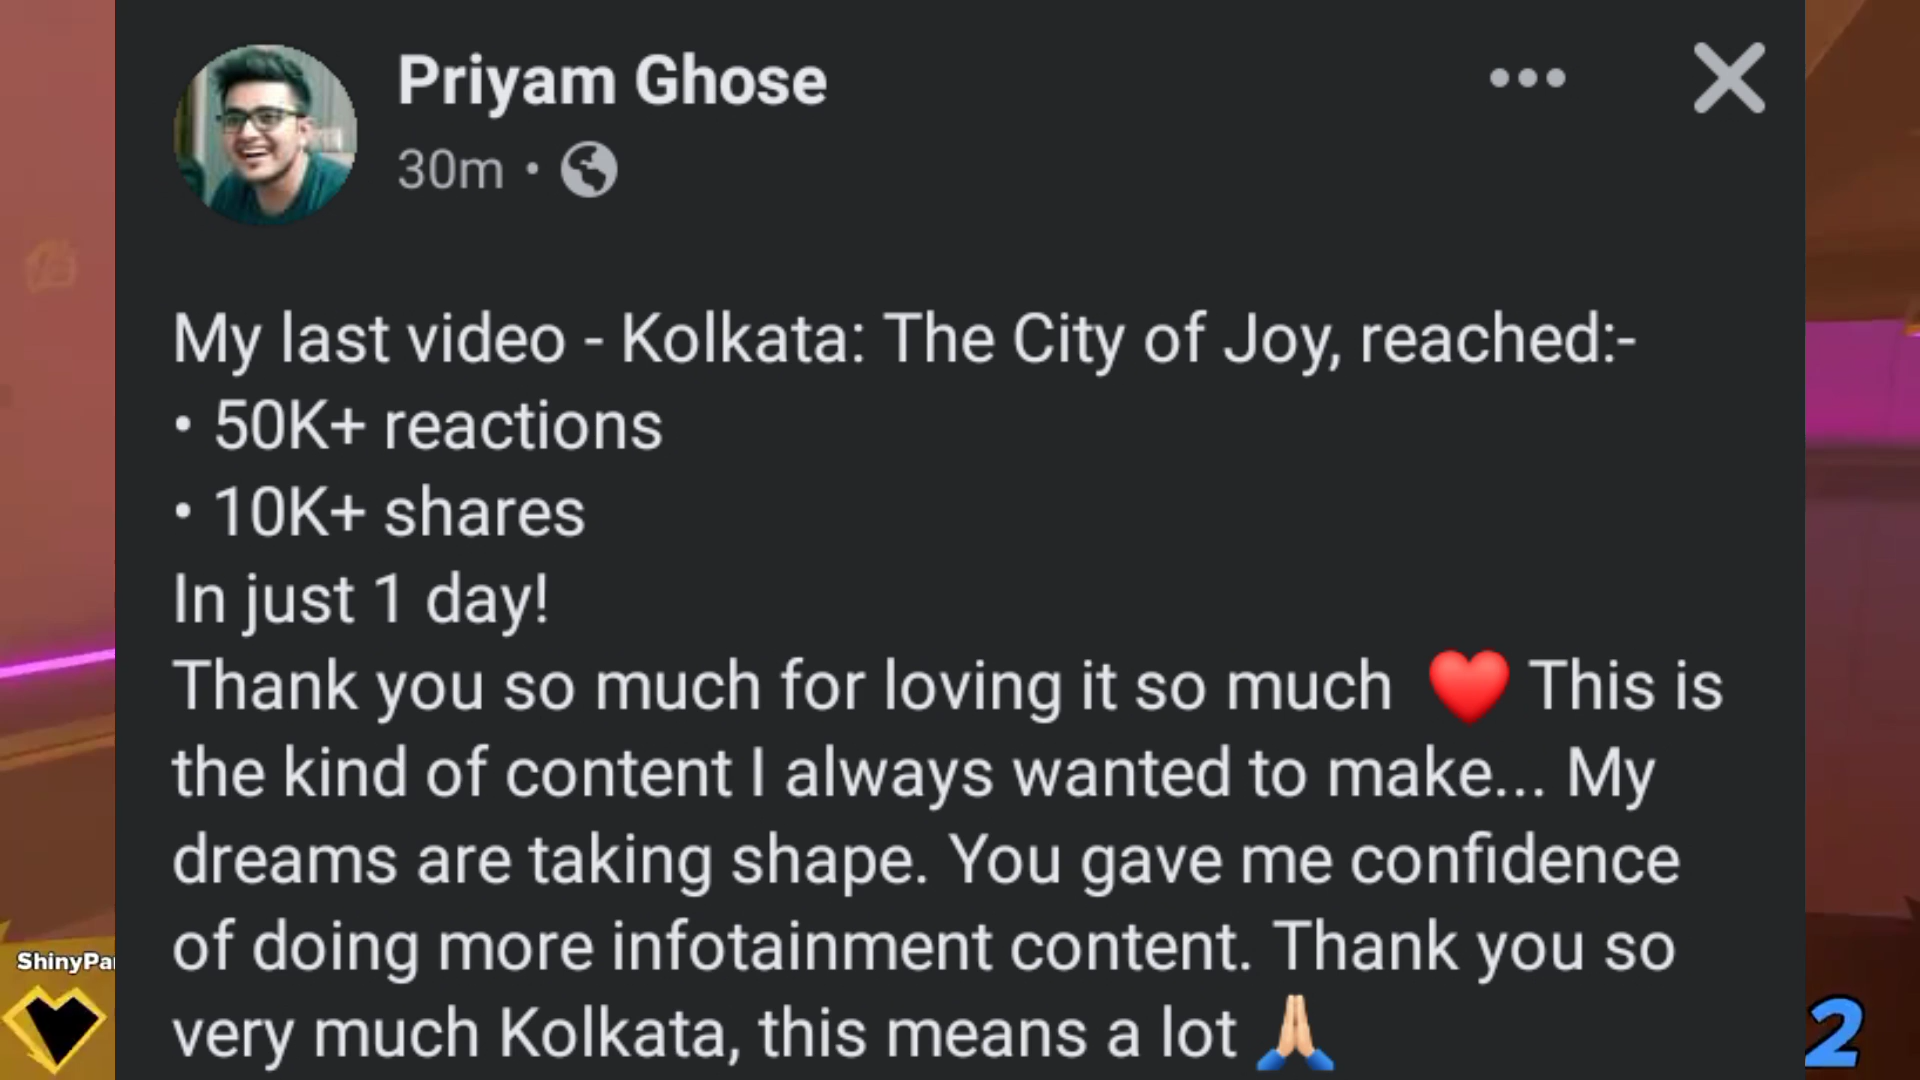 Priyam Ghose
30m •
My last video - Kolkata: The City of Joy, reached:-
• 50K+ reactions
• 10K+ shares
In just 1 day!
Thank you so much for loving it so much ❤️ This is
the kind of content I always wanted to make... My
dreams are taking shape. You gave me confidence
of doing more infotainment content. Thank you so
very much Kolkata, this means a lot 🙏🏼
2